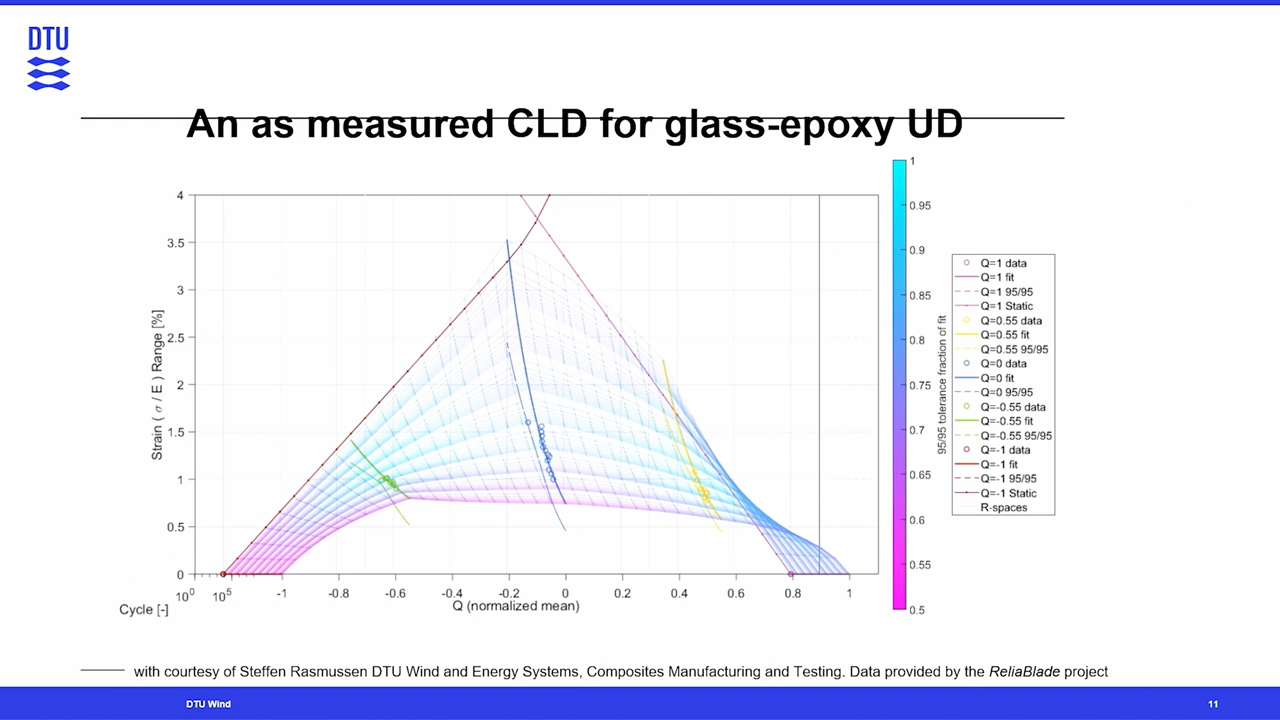 DTU
An as measured CLD for glass-epoxy UD
4
3.5
3
2.5
2
1.5
1
0.5
0
Strain ( σ / E ) Range [%]
10⁰ 10⁵ -1 -0.8 -0.6 -0.4 -0.2 0 0.2 0.4 0.6 0.8 1
Cycle [-]
Q (normalized mean)
1
0.95
0.9
0.85
0.8
0.75
0.7
0.65
0.6
0.55
0.5
95/95 tolerance fraction of fit
Q=1 data
Q=1 fit
Q=1 95/95
Q=1 Static
Q=0.55 data
Q=0.55 fit
Q=0.55 95/95
Q=0 data
Q=0 fit
Q=0 95/95
Q=-0.55 data
Q=-0.55 fit
Q=-0.55 95/95
Q=-1 data
Q=-1 fit
Q=-1 95/95
Q=-1 Static
R-spaces
with courtesy of Steffen Rasmussen DTU Wind and Energy Systems, Composites Manufacturing and Testing. Data provided by the ReliaBlade project
DTU Wind 11